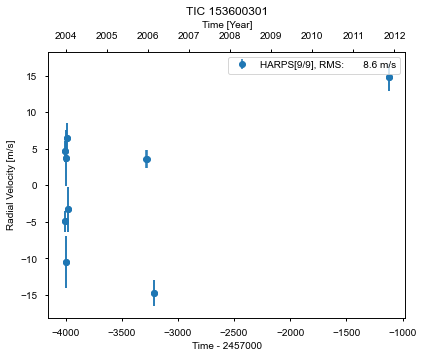 TIC 153600301
Time [Year]
2004 2005 2006 2007 2008 2009 2010 2011 2012
HARPS[9/9], RMS: 8.6 m/s
15
10
5
0
−5
−10
−15
Radial Velocity [m/s]
−4000 −3500 −3000 −2500 −2000 −1500 −1000
Time - 2457000